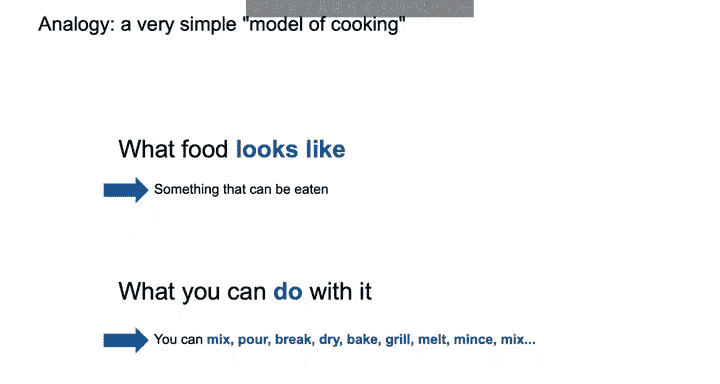 Analogy: a very simple "model of cooking"
What food looks like
Something that can be eaten
What you can do with it
You can mix, pour, break, dry, bake, grill, melt, mince, mix...